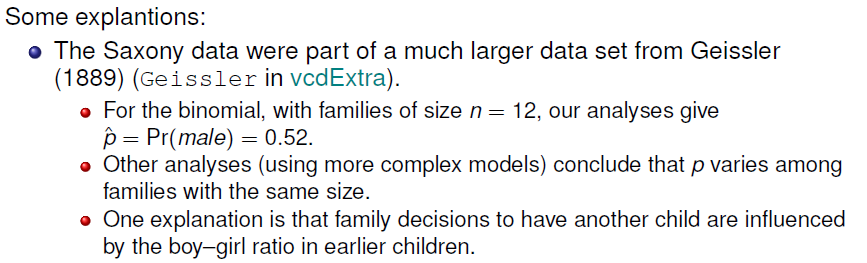 Some explantions:
The Saxony data were part of a much larger data set from Geissler
(1889) (Geissler in vcdExtra).
For the binomial, with families of size n = 12, our analyses give
p̂ = Pr(male) = 0.52.
Other analyses (using more complex models) conclude that p varies among
families with the same size.
One explanation is that family decisions to have another child are influenced
by the boy–girl ratio in earlier children.